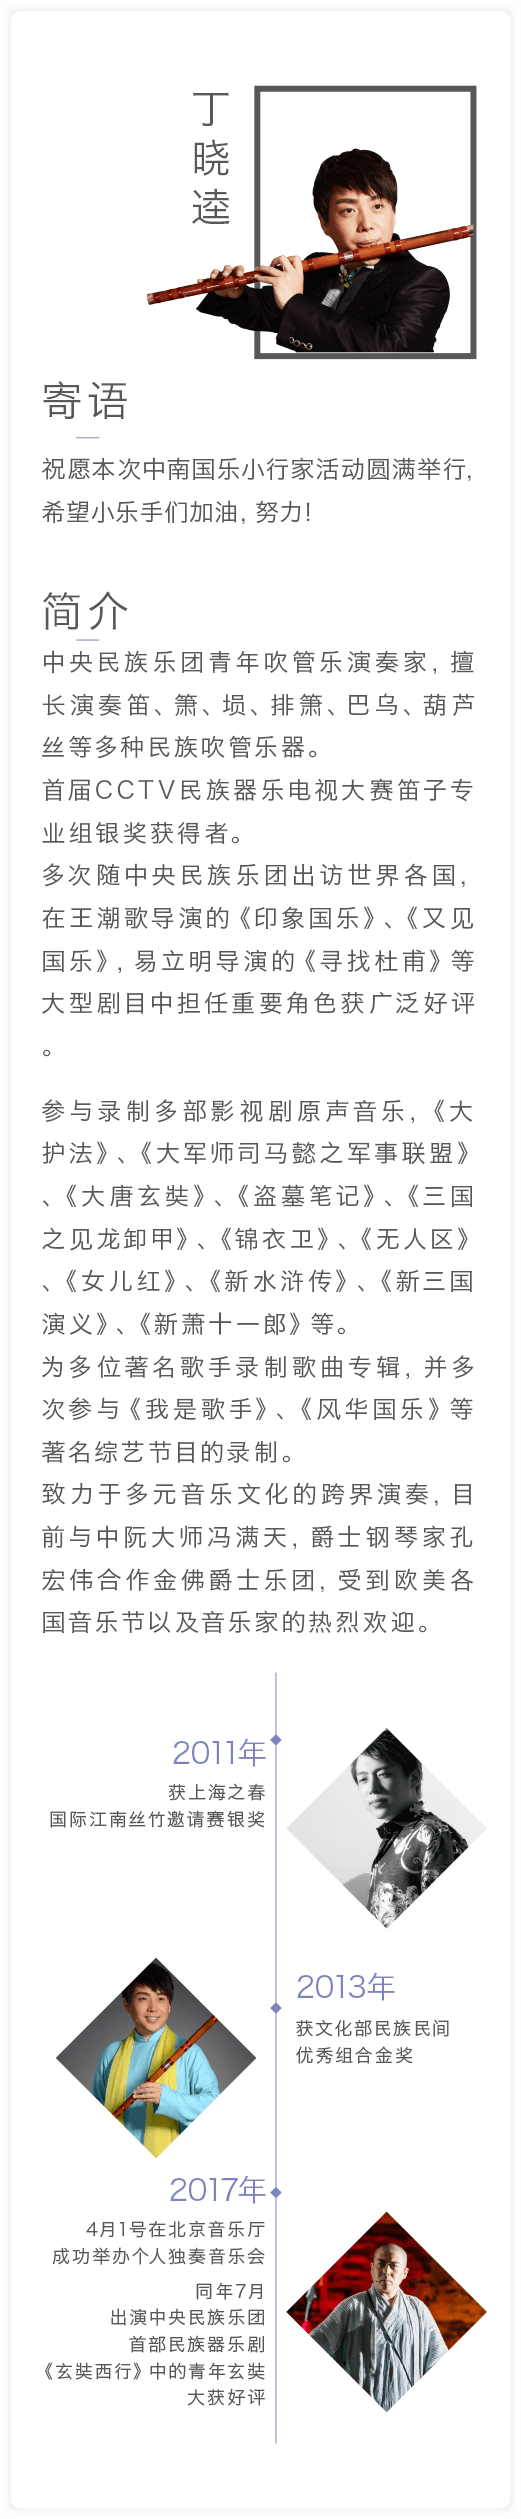 丁晓逵
寄语
祝愿本次中南国乐小行家活动圆满举行,
希望小乐手们加油, 努力!
简介
中央民族乐团青年吹管乐演奏家, 擅
长演奏笛、箫、埙、排箫、巴乌、葫芦
丝等多种民族吹管乐器。
首届CCTV民族器乐电视大赛笛子专
业组银奖获得者。
多次随中央民族乐团出访世界各国,
在王潮歌导演的《印象国乐》、《又见
国乐》, 易立明导演的《寻找杜甫》等
大型剧目中担任重要角色获广泛好评
。
参与录制多部影视剧原声音乐, 《大
护法》、《大军师司马懿之军事联盟》
、《大唐玄奘》、《盗墓笔记》、《三国
之见龙卸甲》、《锦衣卫》、《无人区》
、《女儿红》、《新水浒传》、《新三国
演义》、《新萧十一郎》等。
为多位著名歌手录制歌曲专辑, 并多
次参与《我是歌手》、《风华国乐》等
著名综艺节目的录制。
致力于多元音乐文化的跨界演奏, 目
前与中阮大师冯满天, 爵士钢琴家孔
宏伟合作金佛爵士乐团, 受到欧美各
国音乐节以及音乐家的热烈欢迎。
2011年
获上海之春
国际江南丝竹邀请赛银奖
2013年
获文化部民族民间
优秀组合金奖
2017年
4月1号在北京音乐厅
成功举办个人独奏音乐会
同年7月
出演中央民族乐团
首部民族器乐剧
《玄奘西行》中的青年玄奘
大获好评